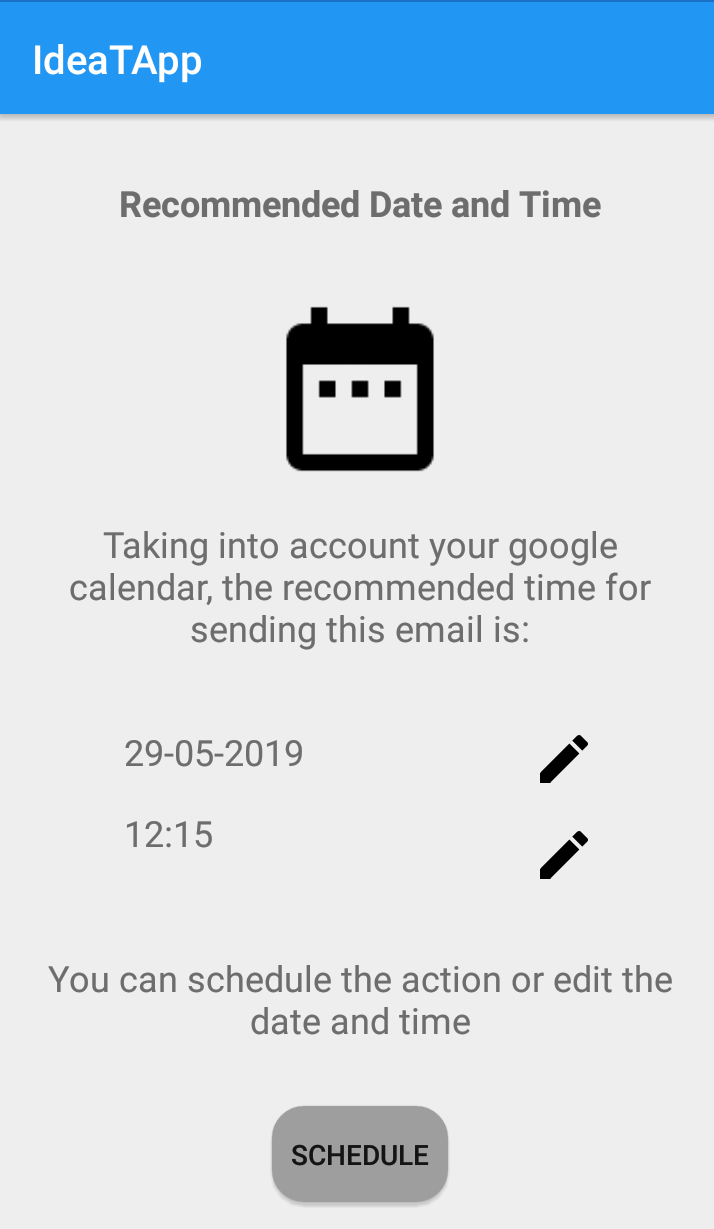 IdeaTApp
Recommended Date and Time
Taking into account your google
calendar, the recommended time for
sending this email is:
29-05-2019
12:15
You can schedule the action or edit the
date and time
SCHEDULE